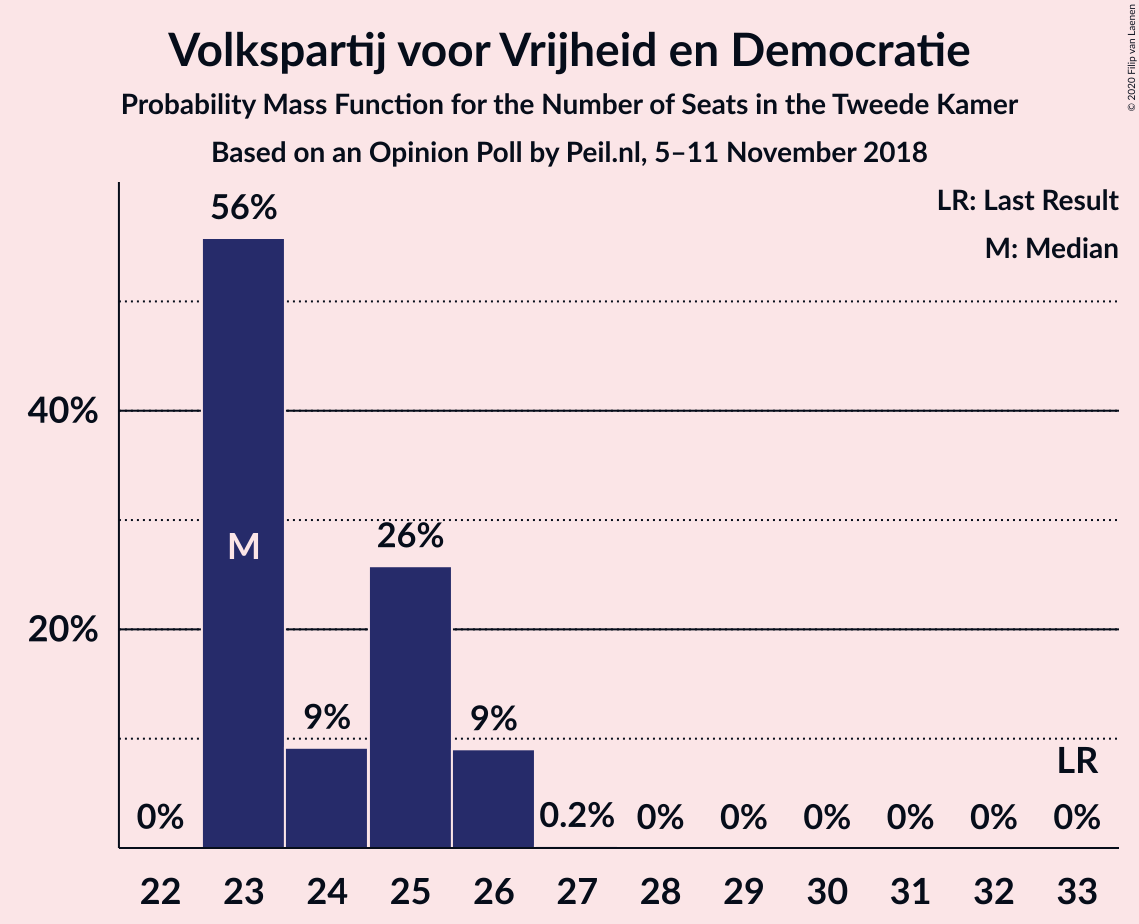 Volkspartij voor Vrijheid en Democratie
Probability Mass Function for the Number of Seats in the Tweede Kamer
Based on an Opinion Poll by Peil.nl, 5–11 November 2018
© 2020 Filip van Laenen
LR: Last Result
M: Median
56%
40%
M
26%
20%
9%
9%
LR
0%
0.2%
0%
0%
0%
0%
0%
0%
22 23 24 25 26 27 28 29 30 31 32 33